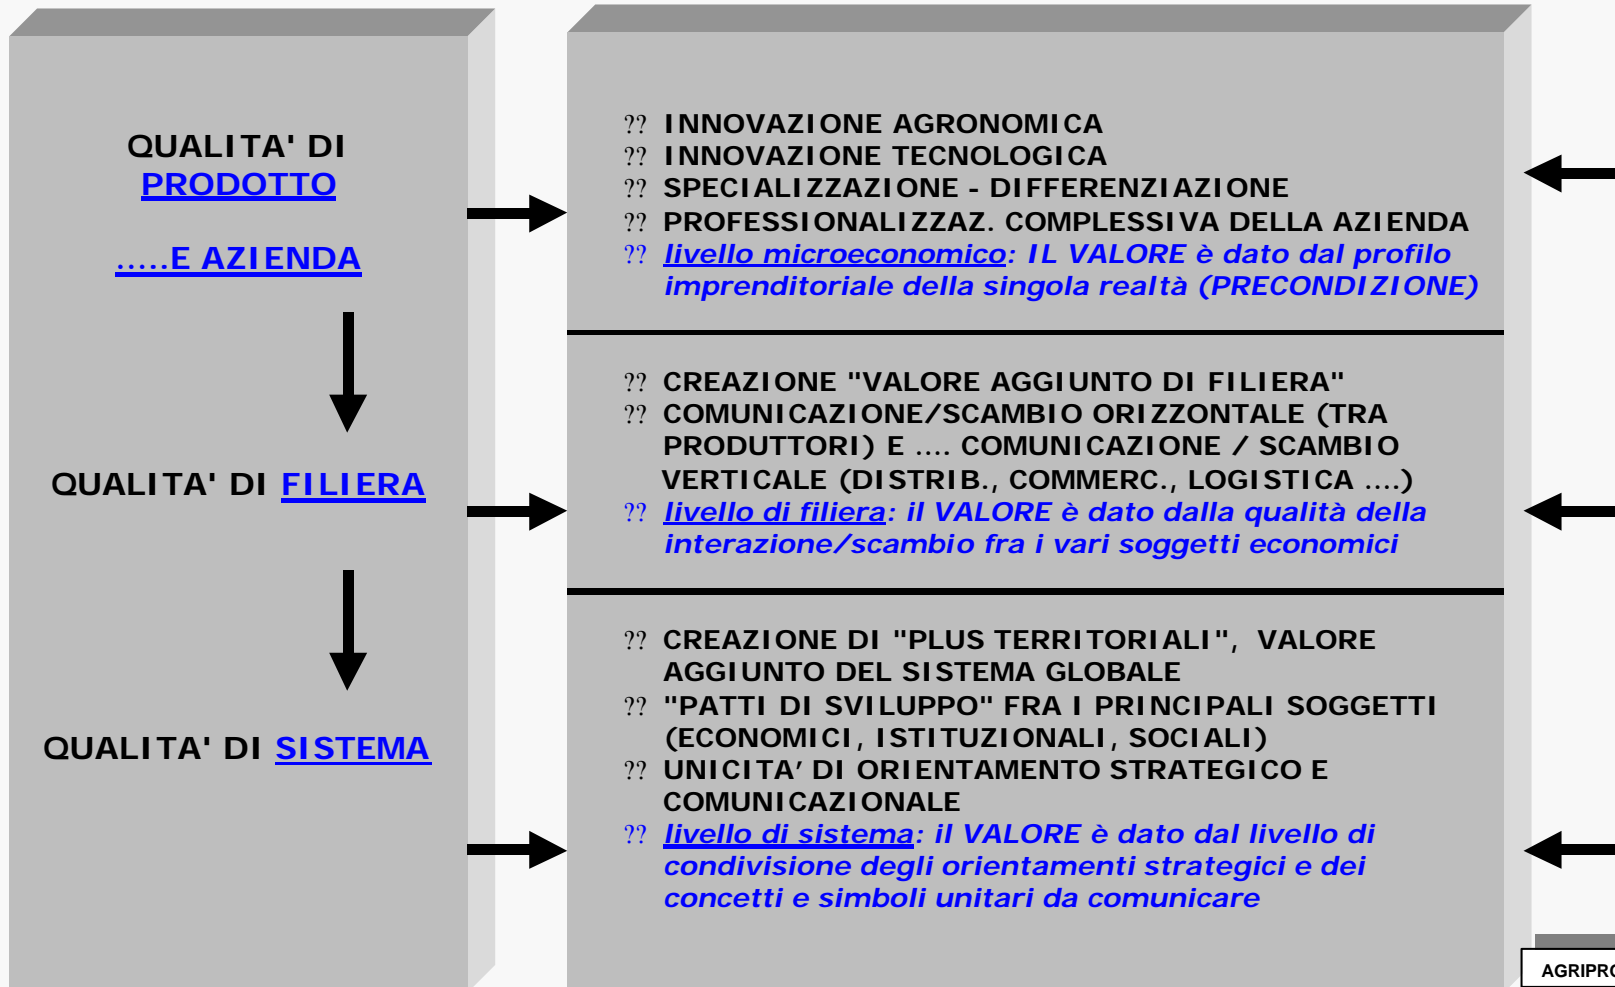 QUALITA' DI
PRODOTTO
.....E AZIENDA
QUALITA' DI FILIERA
QUALITA' DI SISTEMA
?? INNOVAZIONE AGRONOMICA
?? INNOVAZIONE TECNOLOGICA
?? SPECIALIZZAZIONE - DIFFERENZIAZIONE
?? PROFESSIONALIZZAZ. COMPLESSIVA DELLA AZIENDA
?? livello microeconomico: IL VALORE è dato dal profilo
imprenditoriale della singola realtà (PRECONDIZIONE)
?? CREAZIONE "VALORE AGGIUNTO DI FILIERA"
?? COMUNICAZIONE/SCAMBIO ORIZZONTALE (TRA
PRODUTTORI) E .... COMUNICAZIONE / SCAMBIO
VERTICALE (DISTRIB., COMMERC., LOGISTICA ....)
?? livello di filiera: il VALORE è dato dalla qualità della
interazione/scambio fra i vari soggetti economici
?? CREAZIONE DI "PLUS TERRITORIALI", VALORE
AGGIUNTO DEL SISTEMA GLOBALE
?? "PATTI DI SVILUPPO" FRA I PRINCIPALI SOGGETTI
(ECONOMICI, ISTITUZIONALI, SOCIALI)
?? UNICITA’ DI ORIENTAMENTO STRATEGICO E
COMUNICAZIONALE
?? livello di sistema: il VALORE è dato dal livello di
condivisione degli orientamenti strategici e dei
concetti e simboli unitari da comunicare